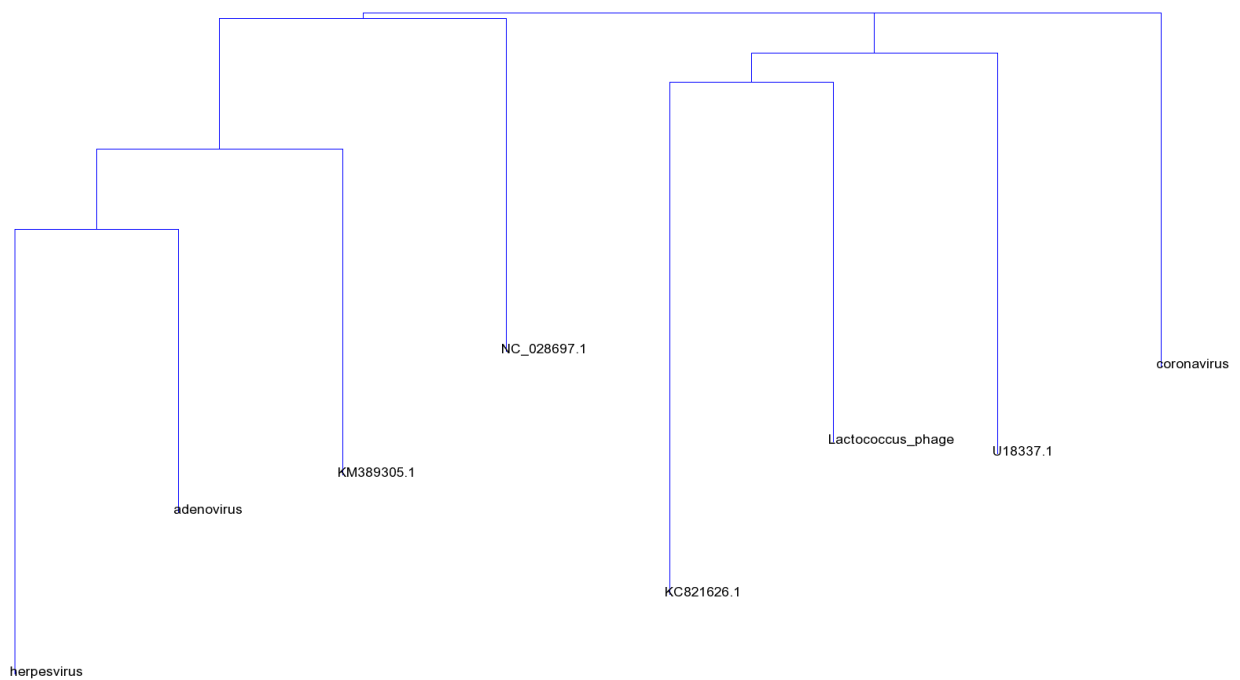 NC_028697.1
coronavirus
Lactococcus_phage
U18337.1
KM389305.1
adenovirus
KC821626.1
herpesvirus